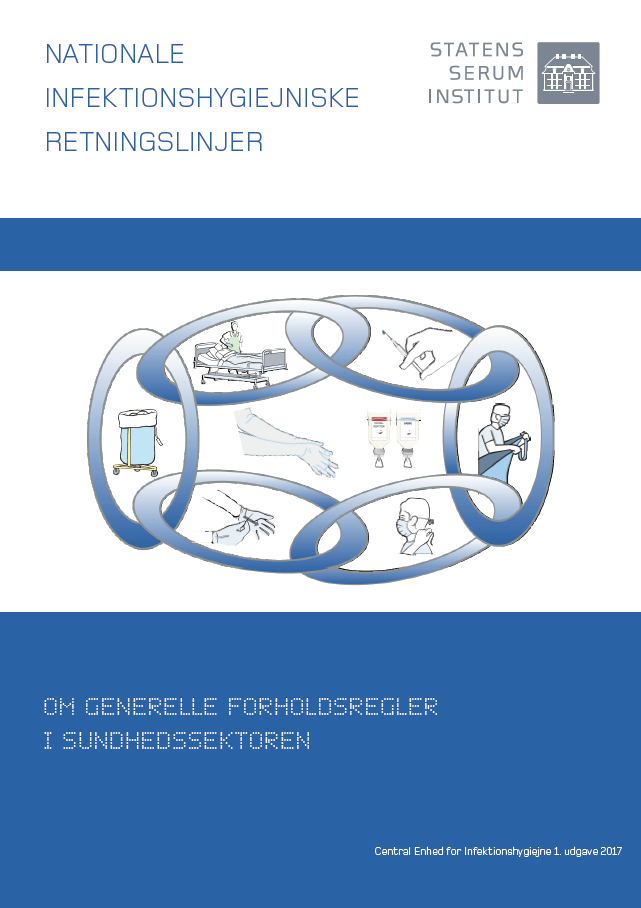 NATIONALE
INFEKTIONSHYGIEJNISKE
RETNINGSLINJER
STATENS
SERUM
INSTITUT
OM GENERELLE FORHOLDSREGLER
I SUNDHEDSSEKTOREN
Central Enhed for Infektionshygiejne 1. udgave 2017